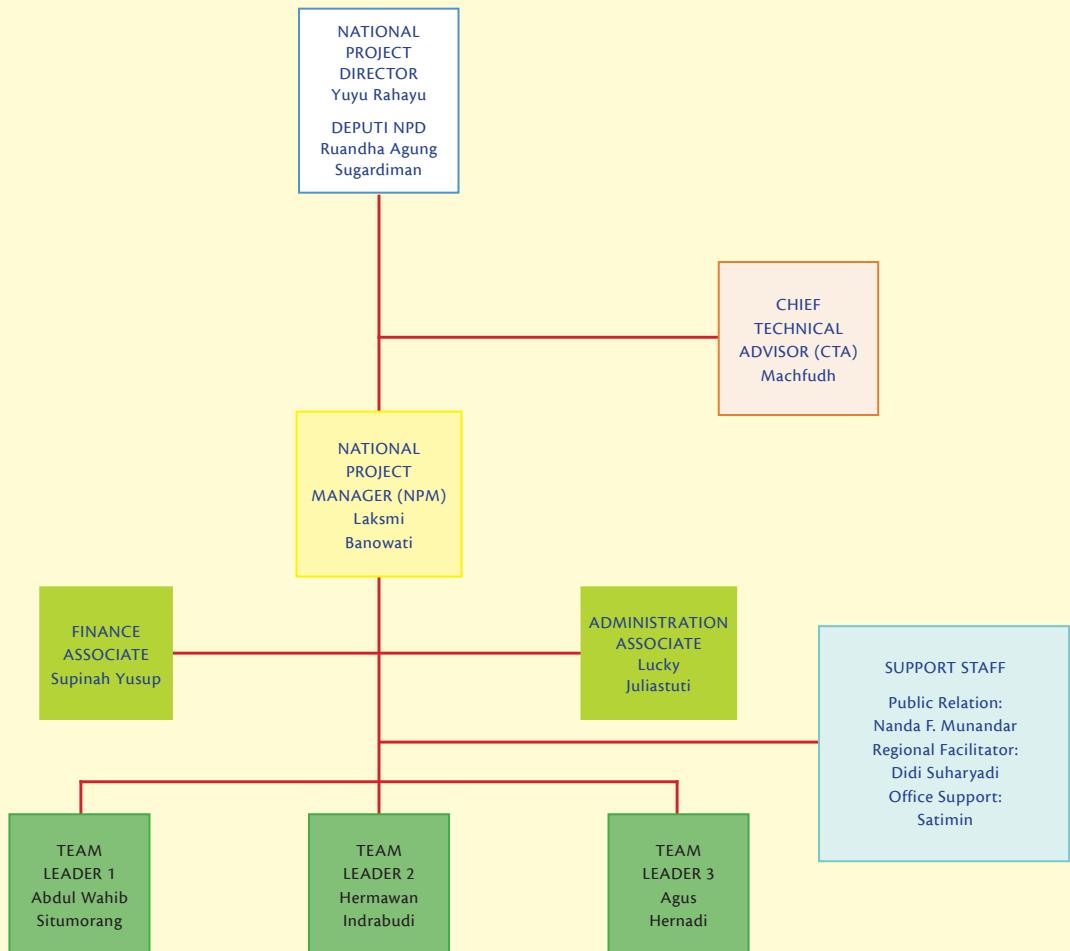 NATIONAL
PROJECT
DIRECTOR
Yuyu Rahayu
DEPUTI NPD
Ruandha Agung
Sugardiman
CHIEF
TECHNICAL
ADVISOR (CTA)
Machfudh
NATIONAL
PROJECT
MANAGER (NPM)
Laksmi
Banowati
FINANCE
ASSOCIATE
Supinah Yusup
ADMINISTRATION
ASSOCIATE
Lucky
Juliastuti
SUPPORT STAFF
Public Relation:
Nanda F. Munandar
Regional Facilitator:
Didi Suharyadi
Office Support:
Satimin
TEAM
LEADER 1
Abdul Wahib
Situmorang
TEAM
LEADER 2
Hermawan
Indrabudi
TEAM
LEADER 3
Agus
Hernadi